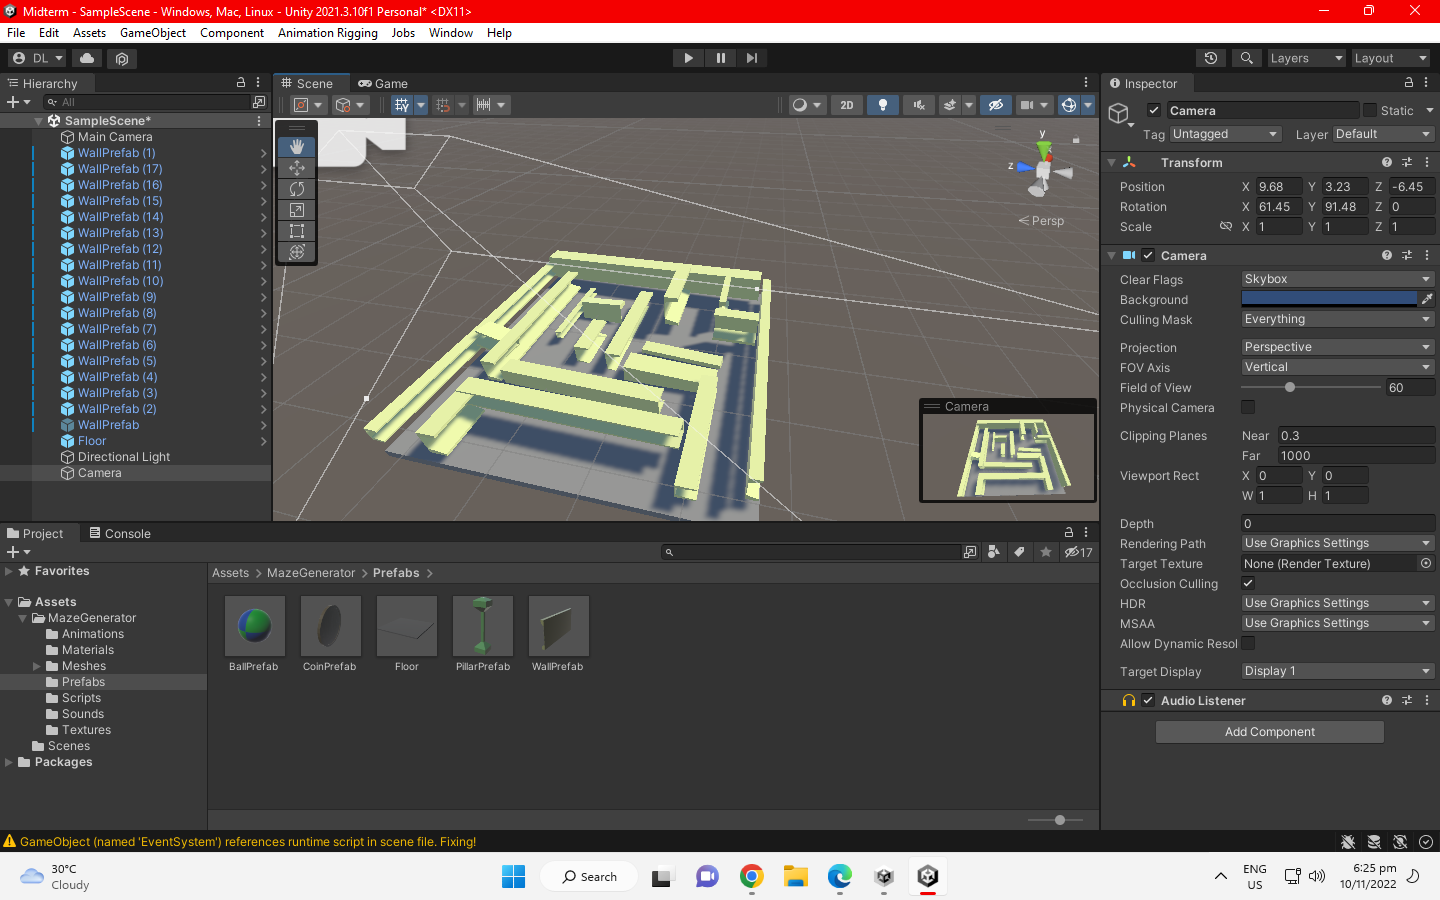 Midterm - SampleScene - Windows, Mac, Linux - Unity 2021.3.10f1 Personal* <DX11>
File Edit Assets GameObject Component Animation Rigging Jobs Window Help
DL
Layers
Layout
Hierarchy
All
SampleScene*
Main Camera
WallPrefab (1)
WallPrefab (17)
WallPrefab (16)
WallPrefab (15)
WallPrefab (14)
WallPrefab (13)
WallPrefab (12)
WallPrefab (11)
WallPrefab (10)
WallPrefab (9)
WallPrefab (8)
WallPrefab (7)
WallPrefab (6)
WallPrefab (5)
WallPrefab (4)
WallPrefab (3)
WallPrefab (2)
WallPrefab
Floor
Directional Light
Camera
Scene Game
2D
y
x
z
< Persp
Camera
Inspector
Camera Static
Tag Untagged Layer Default
Transform
Position X 9.68 Y 3.23 Z -6.45
Rotation X 61.45 Y 91.48 Z 0
Scale X 1 Y 1 Z 1
Camera
Clear Flags Skybox
Background
Culling Mask Everything
Projection Perspective
FOV Axis Vertical
Field of View 60
Physical Camera
Clipping Planes Near 0.3
Far 1000
Viewport Rect X 0 Y 0
W 1 H 1
Depth 0
Rendering Path Use Graphics Settings
Target Texture None (Render Texture)
Occlusion Culling
HDR Use Graphics Settings
MSAA Use Graphics Settings
Allow Dynamic Resol
Target Display Display 1
Audio Listener
Add Component
Project Console
17
Favorites
Assets
MazeGenerator
Animations
Materials
Meshes
Prefabs
Scripts
Sounds
Textures
Scenes
Packages
Assets > MazeGenerator > Prefabs >
BallPrefab CoinPrefab Floor PillarPrefab WallPrefab
GameObject (named 'EventSystem') references runtime script in scene file. Fixing!
30°C
Cloudy
Search
ENG
US
6:25 pm
10/11/2022